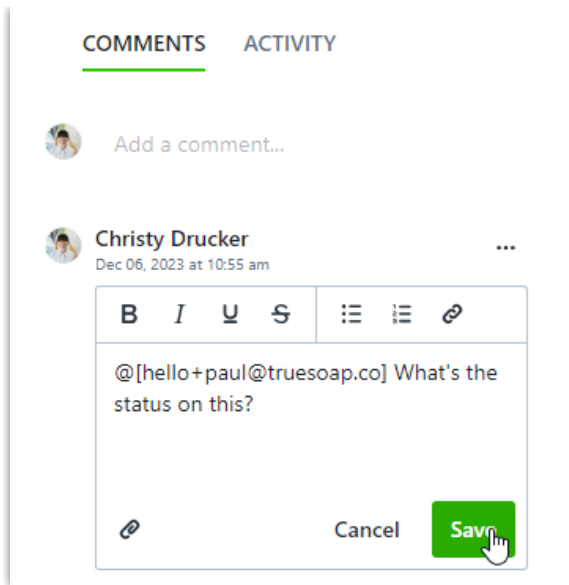 COMMENTS ACTIVITY
Add a comment...
Christy Drucker
Dec 06, 2023 at 10:55 am
B I U S
@[hello+paul@truesoap.co] What's the
status on this?
Cancel Save